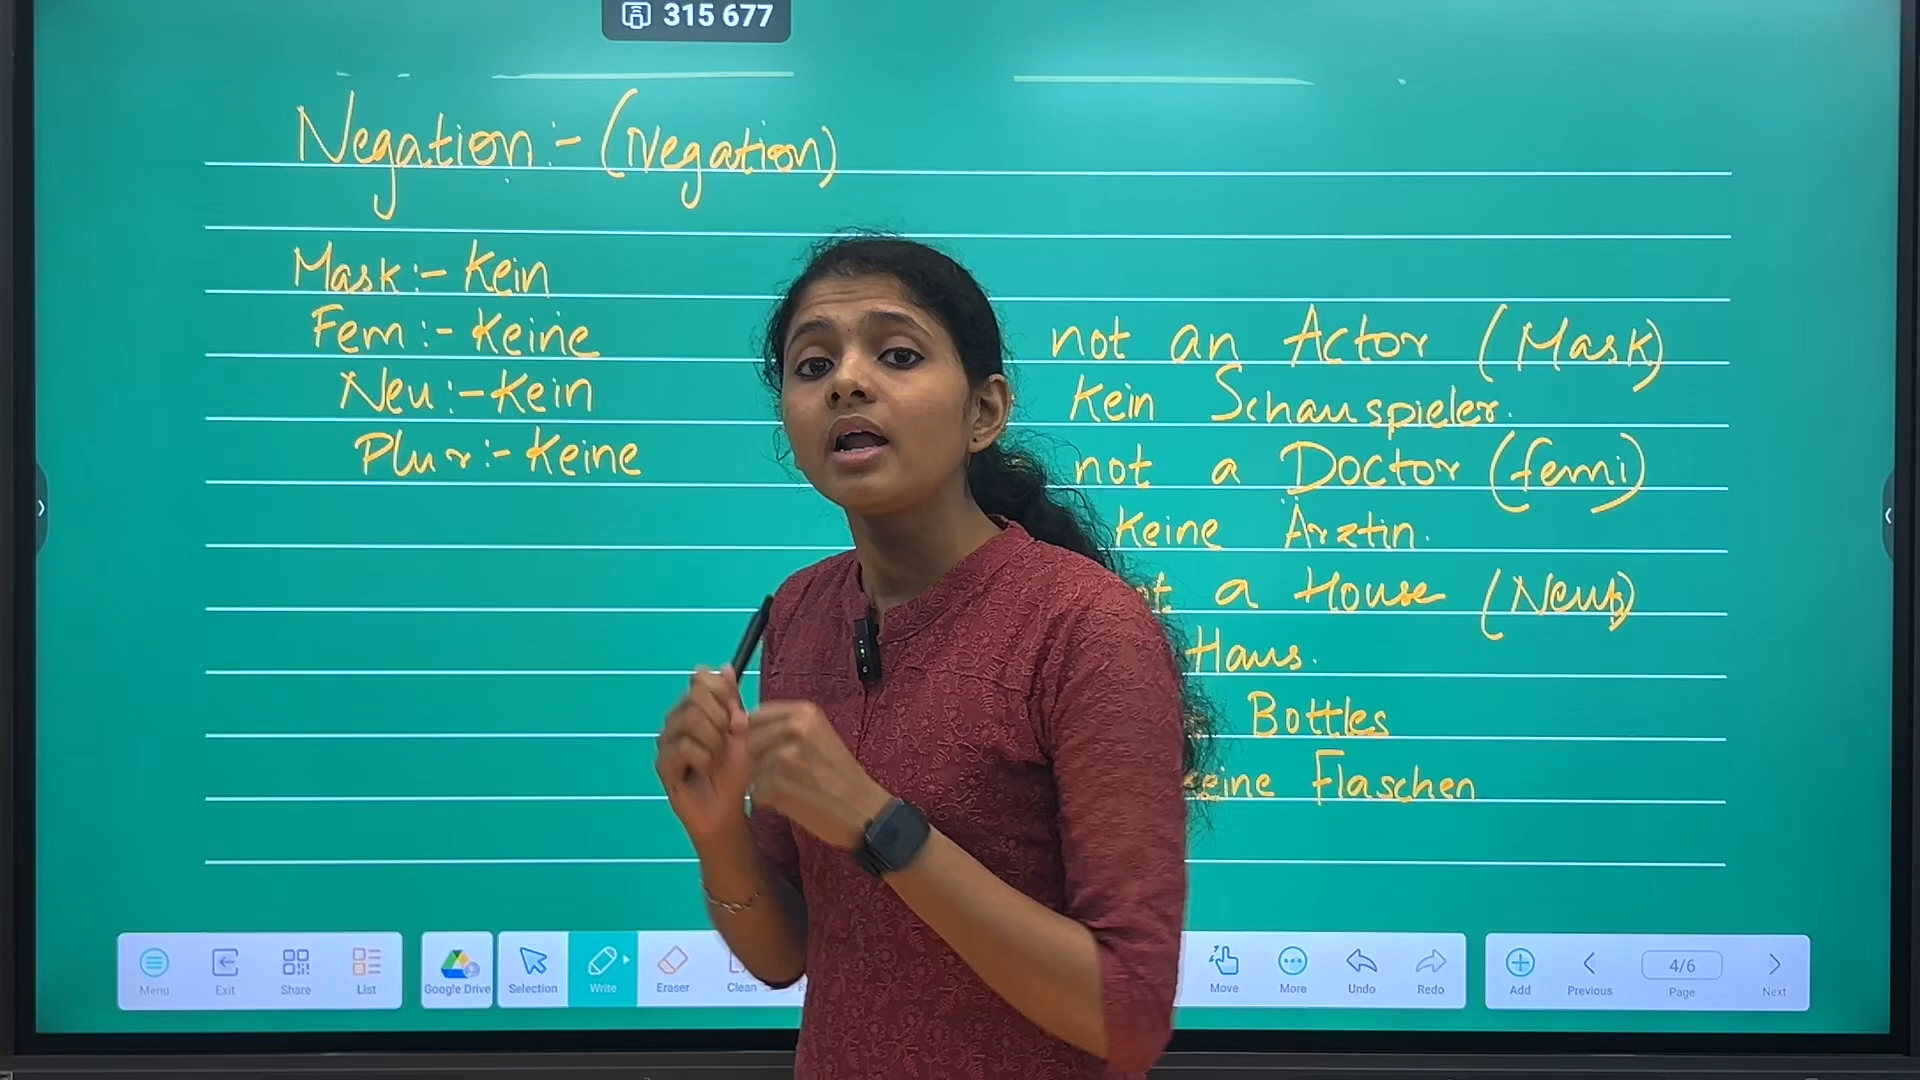 315 677
Negation:- (Negation)
Mask:- Kein
Fem:- Keine
Neu:- Kein
Plur:- Keine
not an Actor (Mask)
Kein Schauspieler.
not a Doctor (femi)
Keine Ärztin.
a House (Neu)
Haus.
Bottles
Keine Flaschen
Menu
Exit
Share
List
Google Drive
Selection
Write
Eraser
Clean
Move
More
Undo
Redo
Add
Previous
4/6
Page
Next